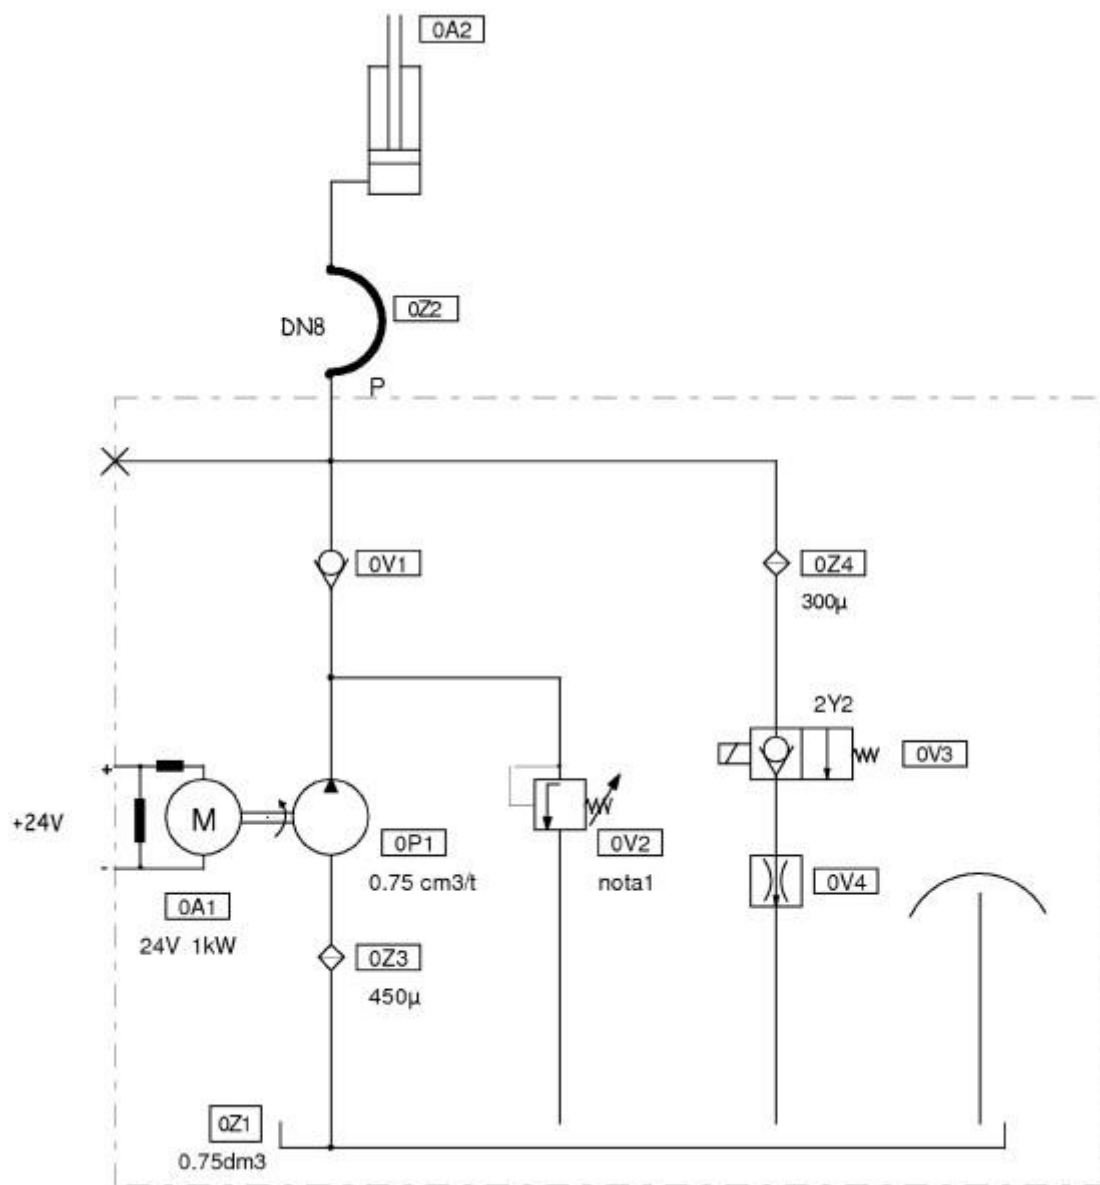 0A2
DN8
0Z2
P
0V1
0Z4
300µ
2Y2
0V3
+
+24V
-
M
0P1
0.75 cm3/t
0V2
nota1
0V4
0A1
24V 1kW
0Z3
450µ
0Z1
0.75dm3